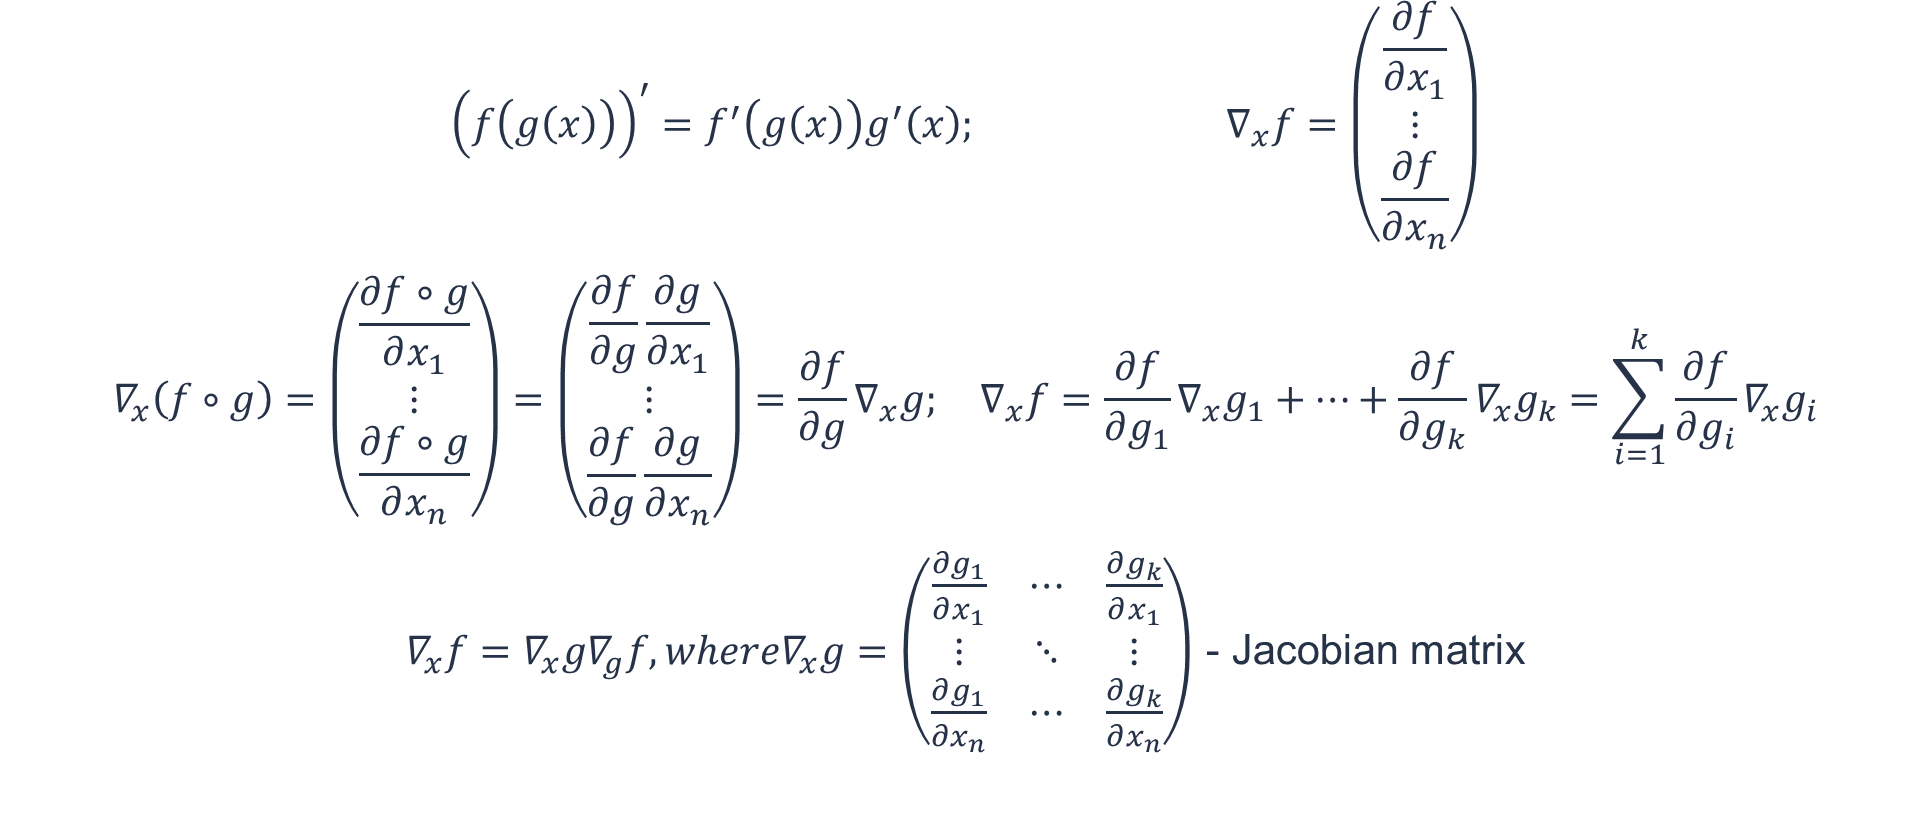 (f(g(x)))′ = f′(g(x))g′(x); ∇ₓf = (∂f/∂x₁ ⋮ ∂f/∂xₙ)
∇ₓ(f ∘ g) = (∂f ∘ g/∂x₁ ⋮ ∂f ∘ g/∂xₙ) = (∂f/∂g ∂g/∂x₁ ⋮ ∂f/∂g ∂g/∂xₙ) = ∂f/∂g ∇ₓg; ∇ₓf = ∂f/∂g₁ ∇ₓg₁ + ⋯ + ∂f/∂gₖ ∇ₓgₖ = ∑ᵢ₌₁ᵏ ∂f/∂gᵢ ∇ₓgᵢ
∇ₓf = ∇ₓg∇_g f, where∇ₓg = (∂g₁/∂x₁ ⋯ ∂gₖ/∂x₁ ⋮ ⋱ ⋮ ∂g₁/∂xₙ ⋯ ∂gₖ/∂xₙ) - Jacobian matrix